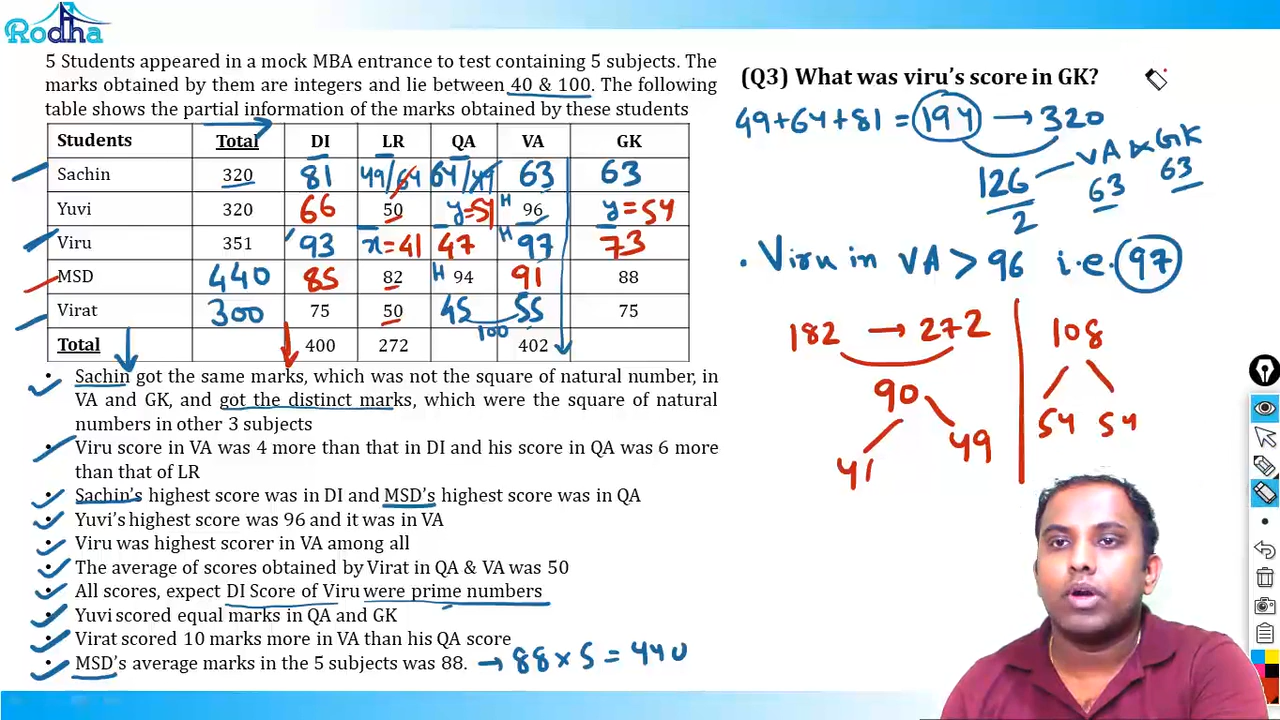 Rodha
5 Students appeared in a mock MBA entrance to test containing 5 subjects. The
marks obtained by them are integers and lie between 40 & 100. The following
table shows the partial information of the marks obtained by these students
Students Total DI LR QA VA GK
Sachin 320 81 49/64 64/49 63 63
Yuvi 320 66 50 y=54 H 96 y=54
Viru 351 93 x=41 47 H 97 73
MSD 440 85 82 H 94 91 88
Virat 300 75 50 45 55 75
100
Total 400 272 402
• Sachin got the same marks, which was not the square of natural number, in
VA and GK, and got the distinct marks, which were the square of natural
numbers in other 3 subjects
• Viru score in VA was 4 more than that in DI and his score in QA was 6 more
than that of LR
• Sachin's highest score was in DI and MSD's highest score was in QA
• Yuvi's highest score was 96 and it was in VA
• Viru was highest scorer in VA among all
• The average of scores obtained by Virat in QA & VA was 50
• All scores, expect DI Score of Viru were prime numbers
• Yuvi scored equal marks in QA and GK
• Virat scored 10 marks more in VA than his QA score
• MSD's average marks in the 5 subjects was 88. → 88 × 5 = 440
(Q3) What was viru's score in GK?
49+64+81 = 194 → 320
126 VA & GK
2 63 63
• Viru in VA > 96 i.e. 97
182 → 272 108
90 54 54
41 49